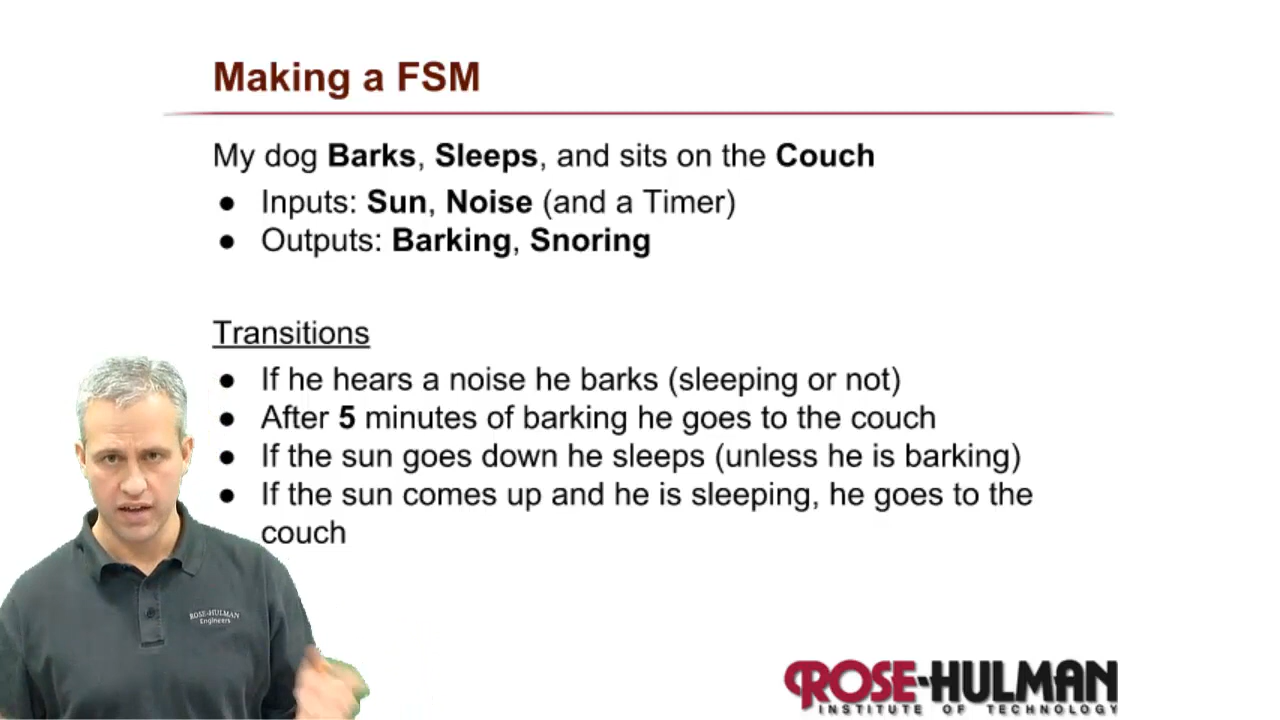 Making a FSM
My dog Barks, Sleeps, and sits on the Couch
● Inputs: Sun, Noise (and a Timer)
● Outputs: Barking, Snoring
Transitions
● If he hears a noise he barks (sleeping or not)
● After 5 minutes of barking he goes to the couch
● If the sun goes down he sleeps (unless he is barking)
● If the sun comes up and he is sleeping, he goes to the
couch
ROSE-HULMAN
Engineers
ROSE-HULMAN
INSTITUTE OF TECHNOLOGY